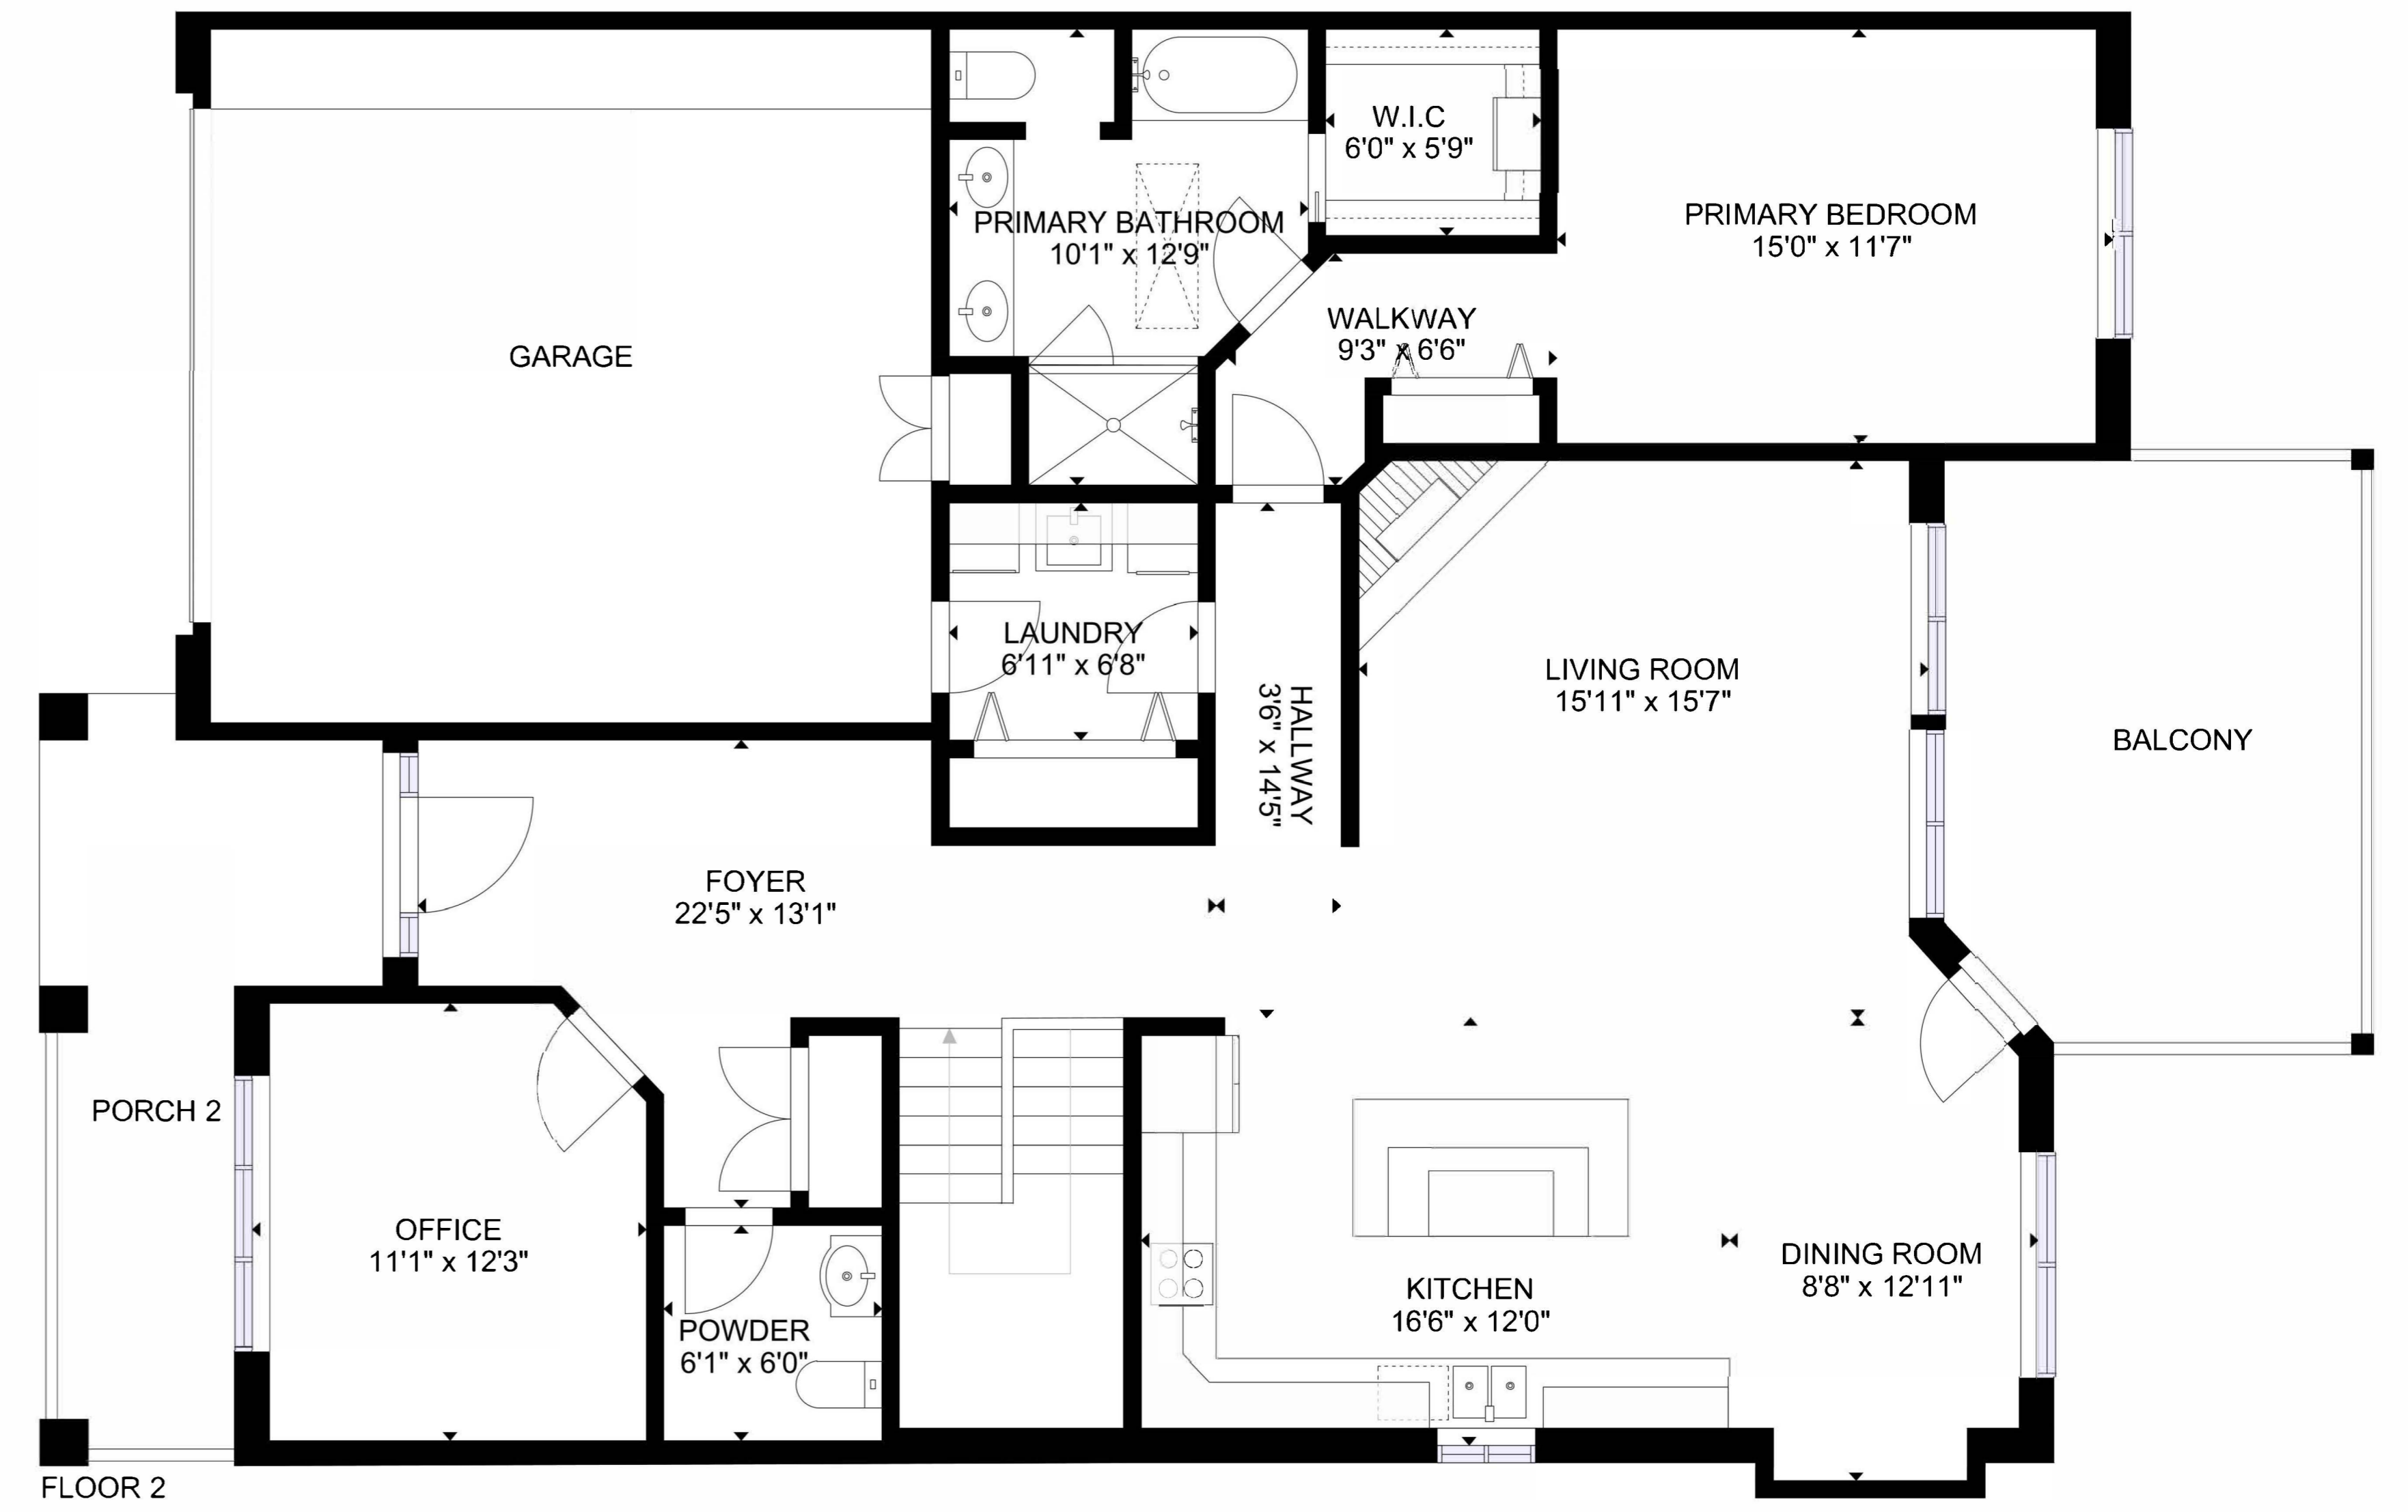 W.I.C
6'0" x 5'9"
PRIMARY BATHROOM
10'1" x 12'9"
PRIMARY BEDROOM
15'0" x 11'7"
WALKWAY
9'3" x 6'6"
GARAGE
LAUNDRY
6'11" x 6'8"
HALLWAY
3'6" x 14'5"
LIVING ROOM
15'11" x 15'7"
BALCONY
FOYER
22'5" x 13'1"
PORCH 2
OFFICE
11'1" x 12'3"
POWDER
6'1" x 6'0"
KITCHEN
16'6" x 12'0"
DINING ROOM
8'8" x 12'11"
FLOOR 2